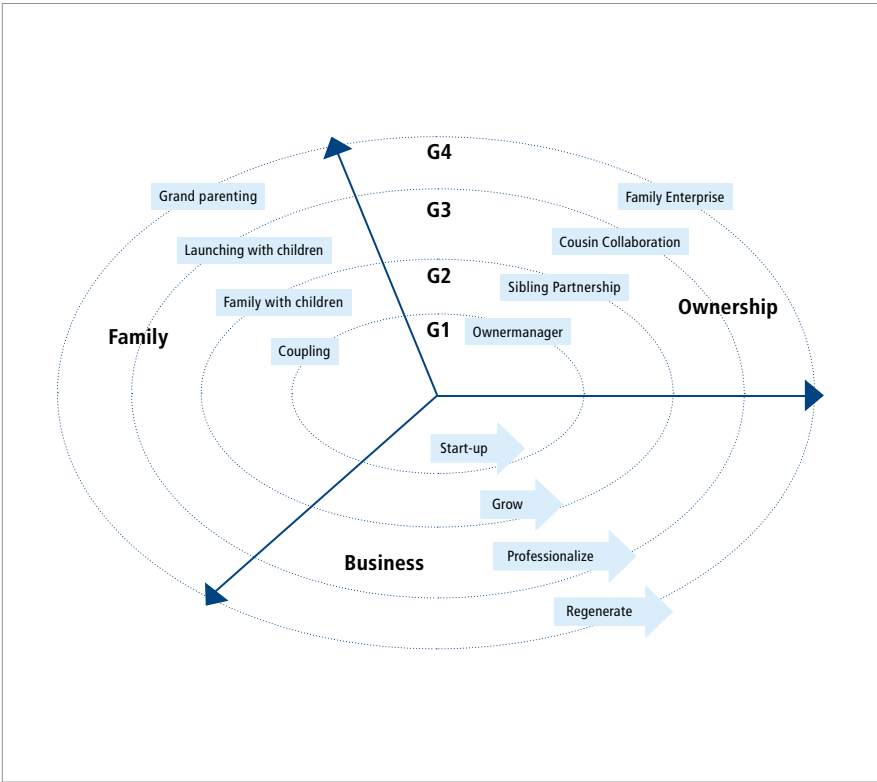 G4
Grand parenting
Family Enterprise
G3
Cousin Collaboration
Launching with children
G2
Sibling Partnership
Family with children
Ownership
G1
Ownermanager
Family
Coupling
Start-up
Grow
Professionalize
Business
Regenerate